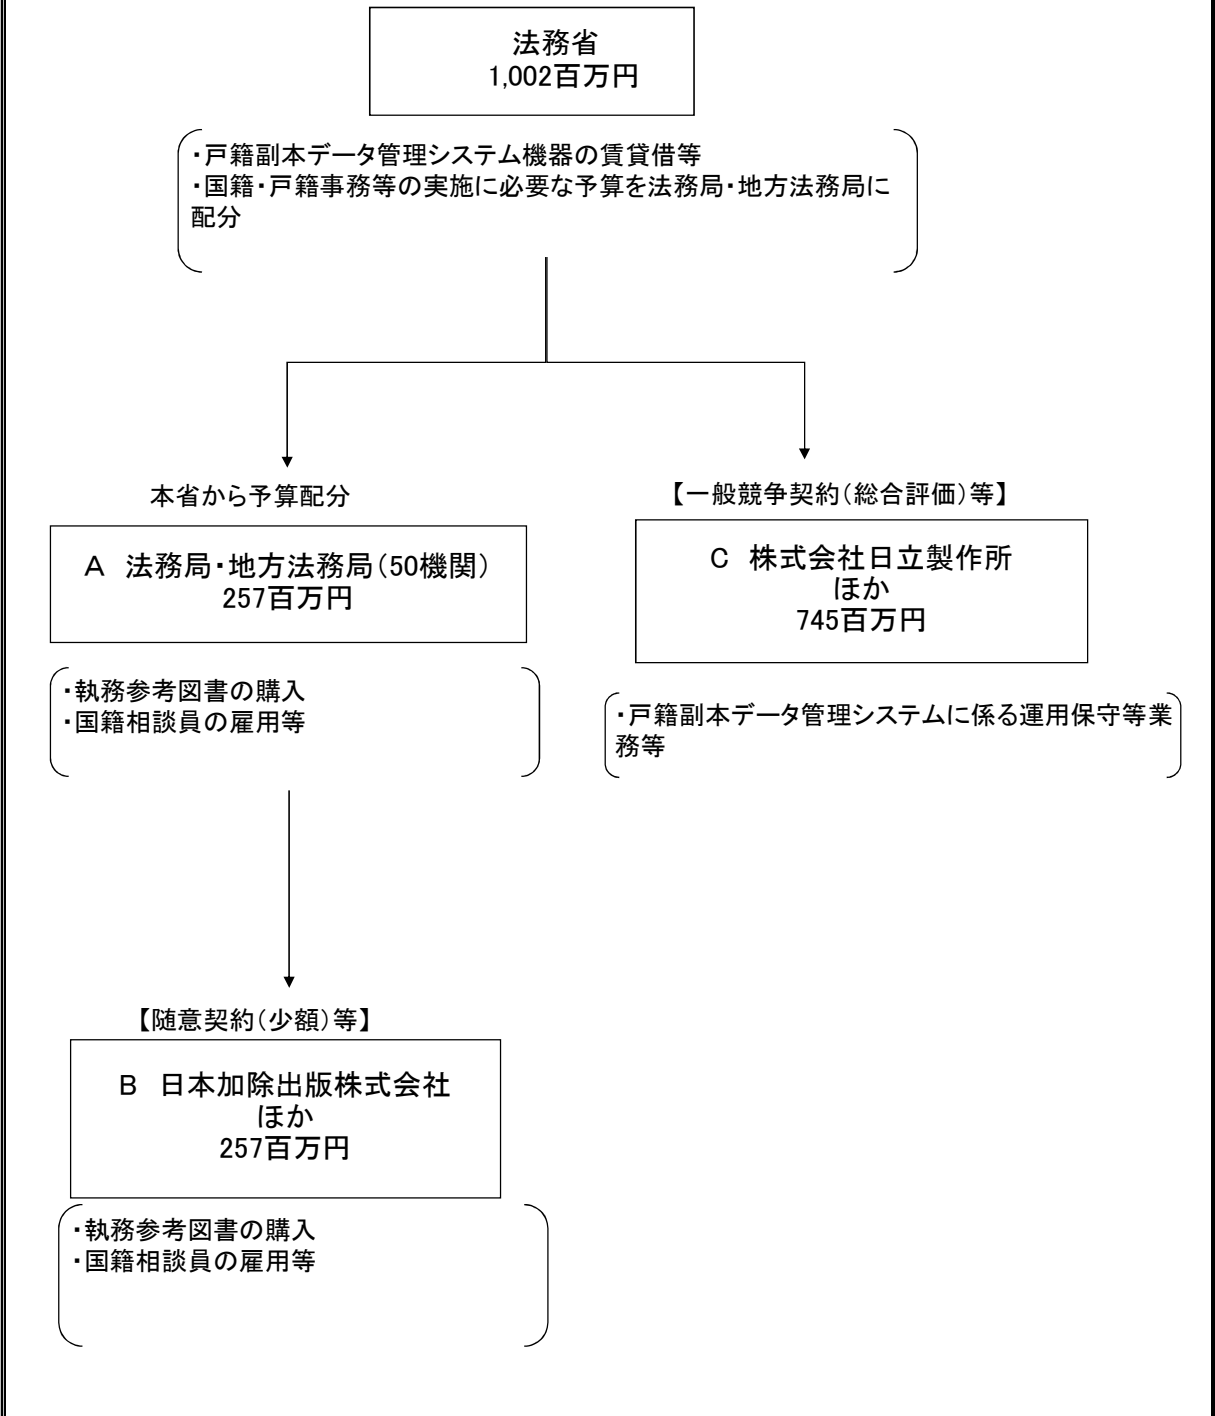 法務省
1,002百万円
・戸籍副本データ管理システム機器の賃貸借等
・国籍・戸籍事務等の実施に必要な予算を法務局・地方法務局に
配分
本省から予算配分
A　法務局・地方法務局（50機関）
257百万円
・執務参考図書の購入
・国籍相談員の雇用等
【一般競争契約（総合評価）等】
C　株式会社日立製作所
ほか
745百万円
・戸籍副本データ管理システムに係る運用保守等業
務等
【随意契約（少額）等】
B　日本加除出版株式会社
ほか
257百万円
・執務参考図書の購入
・国籍相談員の雇用等